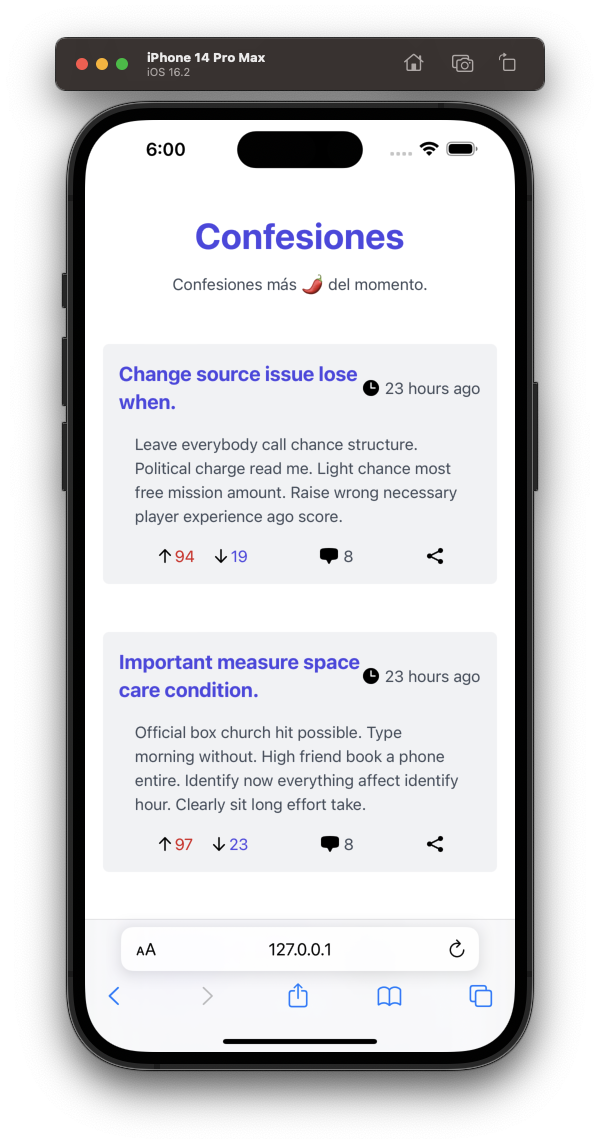 iPhone 14 Pro Max
iOS 16.2
6:00
Confesiones
Confesiones más 🌶️ del momento.
Change source issue lose
when.
23 hours ago
Leave everybody call chance structure.
Political charge read me. Light chance most
free mission amount. Raise wrong necessary
player experience ago score.
94 19 8
Important measure space
care condition.
23 hours ago
Official box church hit possible. Type
morning without. High friend book a phone
entire. Identify now everything affect identify
hour. Clearly sit long effort take.
97 23 8
AA 127.0.0.1